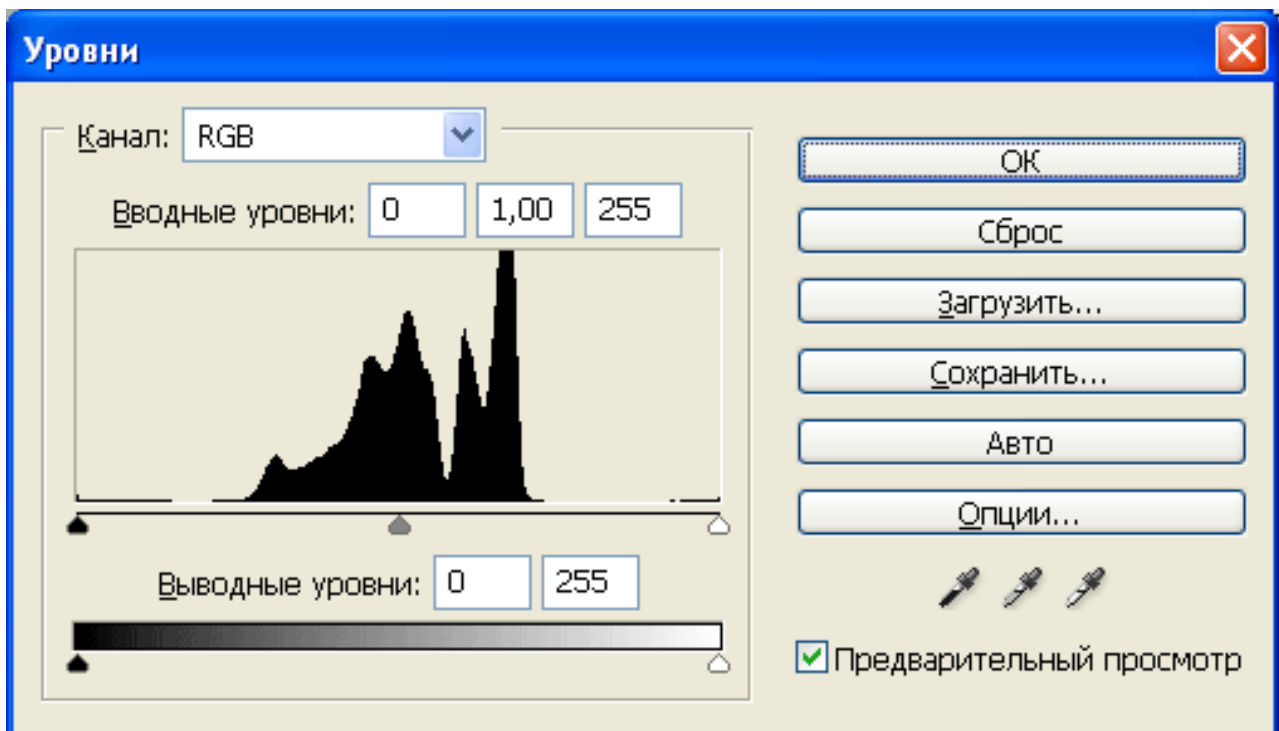 Уровни
Канал: RGB
Вводные уровни: 0 1,00 255
Выводные уровни: 0 255
ОК
Сброс
Загрузить...
Сохранить...
Авто
Опции...
Предварительный просмотр